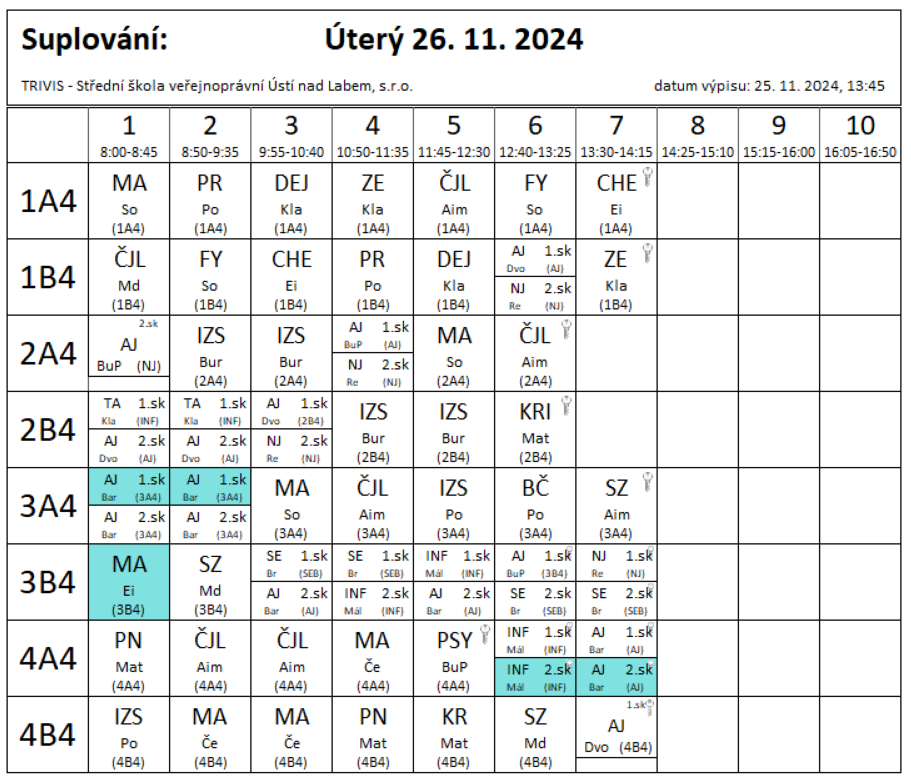 Suplování: Úterý 26. 11. 2024
TRIVIS - Střední škola veřejnoprávní Ústí nad Labem, s.r.o. datum výpisu: 25. 11. 2024, 13:45
1 2 3 4 5 6 7 8 9 10
8:00-8:45 8:50-9:35 9:55-10:40 10:50-11:35 11:45-12:30 12:40-13:25 13:30-14:15 14:25-15:10 15:15-16:00 16:05-16:50
1A4
MA PR DEJ ZE ČJL FY CHE
So Po Kla Kla Aim So Ei
(1A4) (1A4) (1A4) (1A4) (1A4) (1A4) (1A4)
1B4
ČJL FY CHE PR DEJ AJ 1.sk ZE
Md So Ei Po Kla Dvo (AJ) Kla
(1B4) (1B4) (1B4) (1B4) (1B4) NJ 2.sk (1B4)
Re (NJ)
2A4
2.sk
AJ IZS IZS AJ 1.sk MA ČJL
BuP (NJ) Bur Bur BuP (AJ) So Aim
(2A4) (2A4) NJ 2.sk (2A4) (2A4)
Re (NJ)
2B4
TA 1.sk TA 1.sk AJ 1.sk IZS IZS KRI
Kla (INF) Kla (INF) Dvo (2B4) Bur Bur Mat
AJ 2.sk AJ 2.sk NJ 2.sk (2B4) (2B4) (2B4)
Dvo (AJ) Dvo (AJ) Re (NJ)
3A4
AJ 1.sk AJ 1.sk MA ČJL IZS BČ SZ
Bar (3A4) Bar (3A4) So Aim Po Po Aim
AJ 2.sk AJ 2.sk (3A4) (3A4) (3A4) (3A4) (3A4)
Bar (3A4) Bar (3A4)
3B4
MA SZ SE 1.sk SE 1.sk INF 1.sk AJ 1.sk NJ 1.sk
Ei Md Br (SEB) Br (SEB) Mál (INF) BuP (3B4) Re (NJ)
(3B4) (3B4) AJ 2.sk INF 2.sk AJ 2.sk SE 2.sk SE 2.sk
Bar (AJ) Mál (INF) Bar (AJ) Br (SEB) Br (SEB)
4A4
PN ČJL ČJL MA PSY INF 1.sk AJ 1.sk
Mat Aim Aim Če BuP Mál (INF) Bar (AJ)
(4A4) (4A4) (4A4) (4A4) (4A4) INF 2.sk AJ 2.sk
Mál (INF) Bar (AJ)
4B4
1.sk
IZS MA MA PN KR SZ AJ
Po Če Če Mat Mat Md Dvo (4B4)
(4B4) (4B4) (4B4) (4B4) (4B4) (4B4)